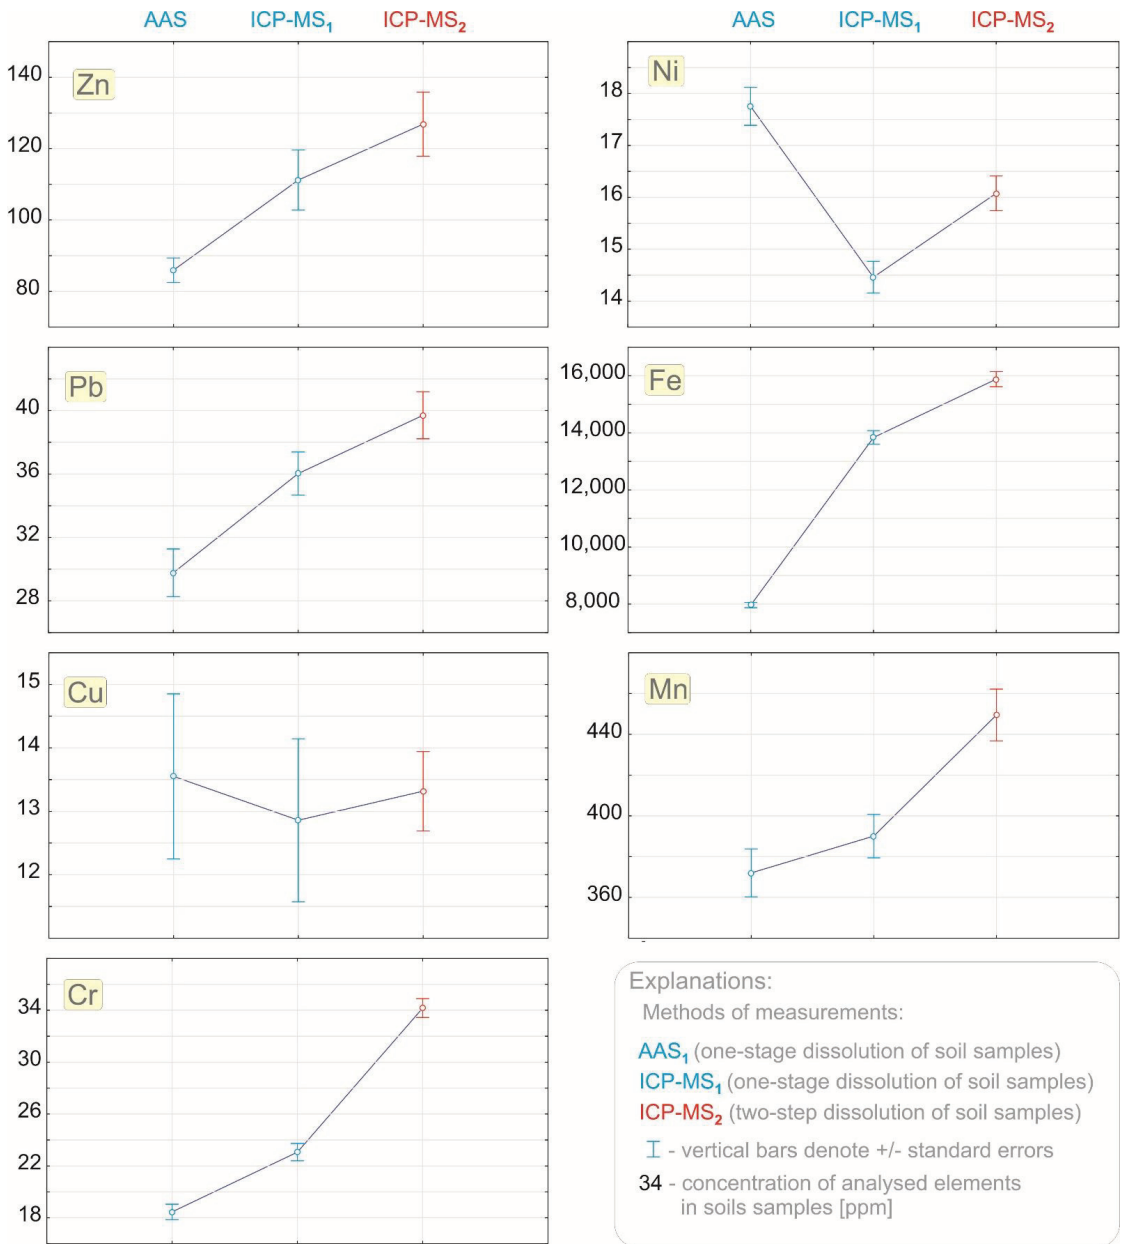 AAS ICP-MS1 ICP-MS2
Zn
140
120
100
80
Pb
40
36
32
28
Cu
15
14
13
12
Cr
34
30
26
22
18
AAS ICP-MS1 ICP-MS2
Ni
18
17
16
15
14
Fe
16,000
14,000
12,000
10,000
8,000
Mn
440
400
360
Explanations:
Methods of measurements:
AAS1 (one-stage dissolution of soil samples)
ICP-MS1 (one-stage dissolution of soil samples)
ICP-MS2 (two-step dissolution of soil samples)
- vertical bars denote +/- standard errors
34 - concentration of analysed elements
in soils samples [ppm]